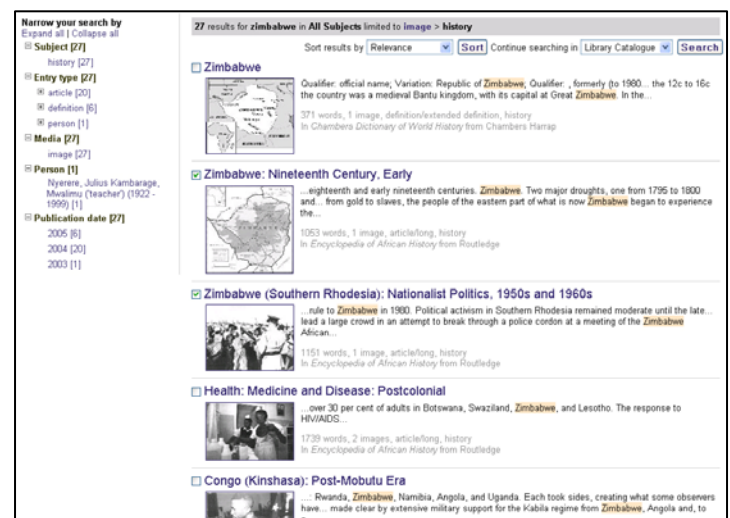 Narrow your search by
Expand all | Collapse all
Subject [27]
history [27]
Entry type [27]
article [20]
definition [6]
person [1]
Media [27]
image [27]
Person [1]
Nyerere, Julius Kambarage,
Mwalimu ('teacher') (1922 -
1999) [1]
Publication date [27]
2005 [6]
2004 [20]
2003 [1]
27 results for zimbabwe in All Subjects limited to image > history
Sort results by Relevance Sort Continue searching in Library Catalogue Search
Zimbabwe
Qualifier: official name; Variation: Republic of Zimbabwe; Qualifier: , formerly (to 1980... the 12c to 16c
the country was a medieval Bantu kingdom, with its capital at Great Zimbabwe. In the...
371 words, 1 image, definition/extended definition, history
In Chambers Dictionary of World History from Chambers Harrap
Zimbabwe: Nineteenth Century, Early
...eighteenth and early nineteenth centuries. Zimbabwe. Two major droughts, one from 1795 to 1800
and... from gold to slaves, the people of the eastern part of what is now Zimbabwe began to experience
the...
1053 words, 1 image, article/long, history
In Encyclopedia of African History from Routledge
Zimbabwe (Southern Rhodesia): Nationalist Politics, 1950s and 1960s
...rule to Zimbabwe in 1980. Political activism in Southern Rhodesia remained moderate until the late...
lead a large crowd in an attempt to break through a police cordon at a meeting of the Zimbabwe
African...
1151 words, 1 image, article/long, history
In Encyclopedia of African History from Routledge
Health: Medicine and Disease: Postcolonial
...over 30 per cent of adults in Botswana, Swaziland, Zimbabwe, and Lesotho. The response to
HIV/AIDS...
1739 words, 2 images, article/long, history
In Encyclopedia of African History from Routledge
Congo (Kinshasa): Post-Mobutu Era
...: Rwanda, Zimbabwe, Namibia, Angola, and Uganda. Each took sides, creating what some observers
have... made clear by extensive military support for the Kabila regime from Zimbabwe, Angola and, to